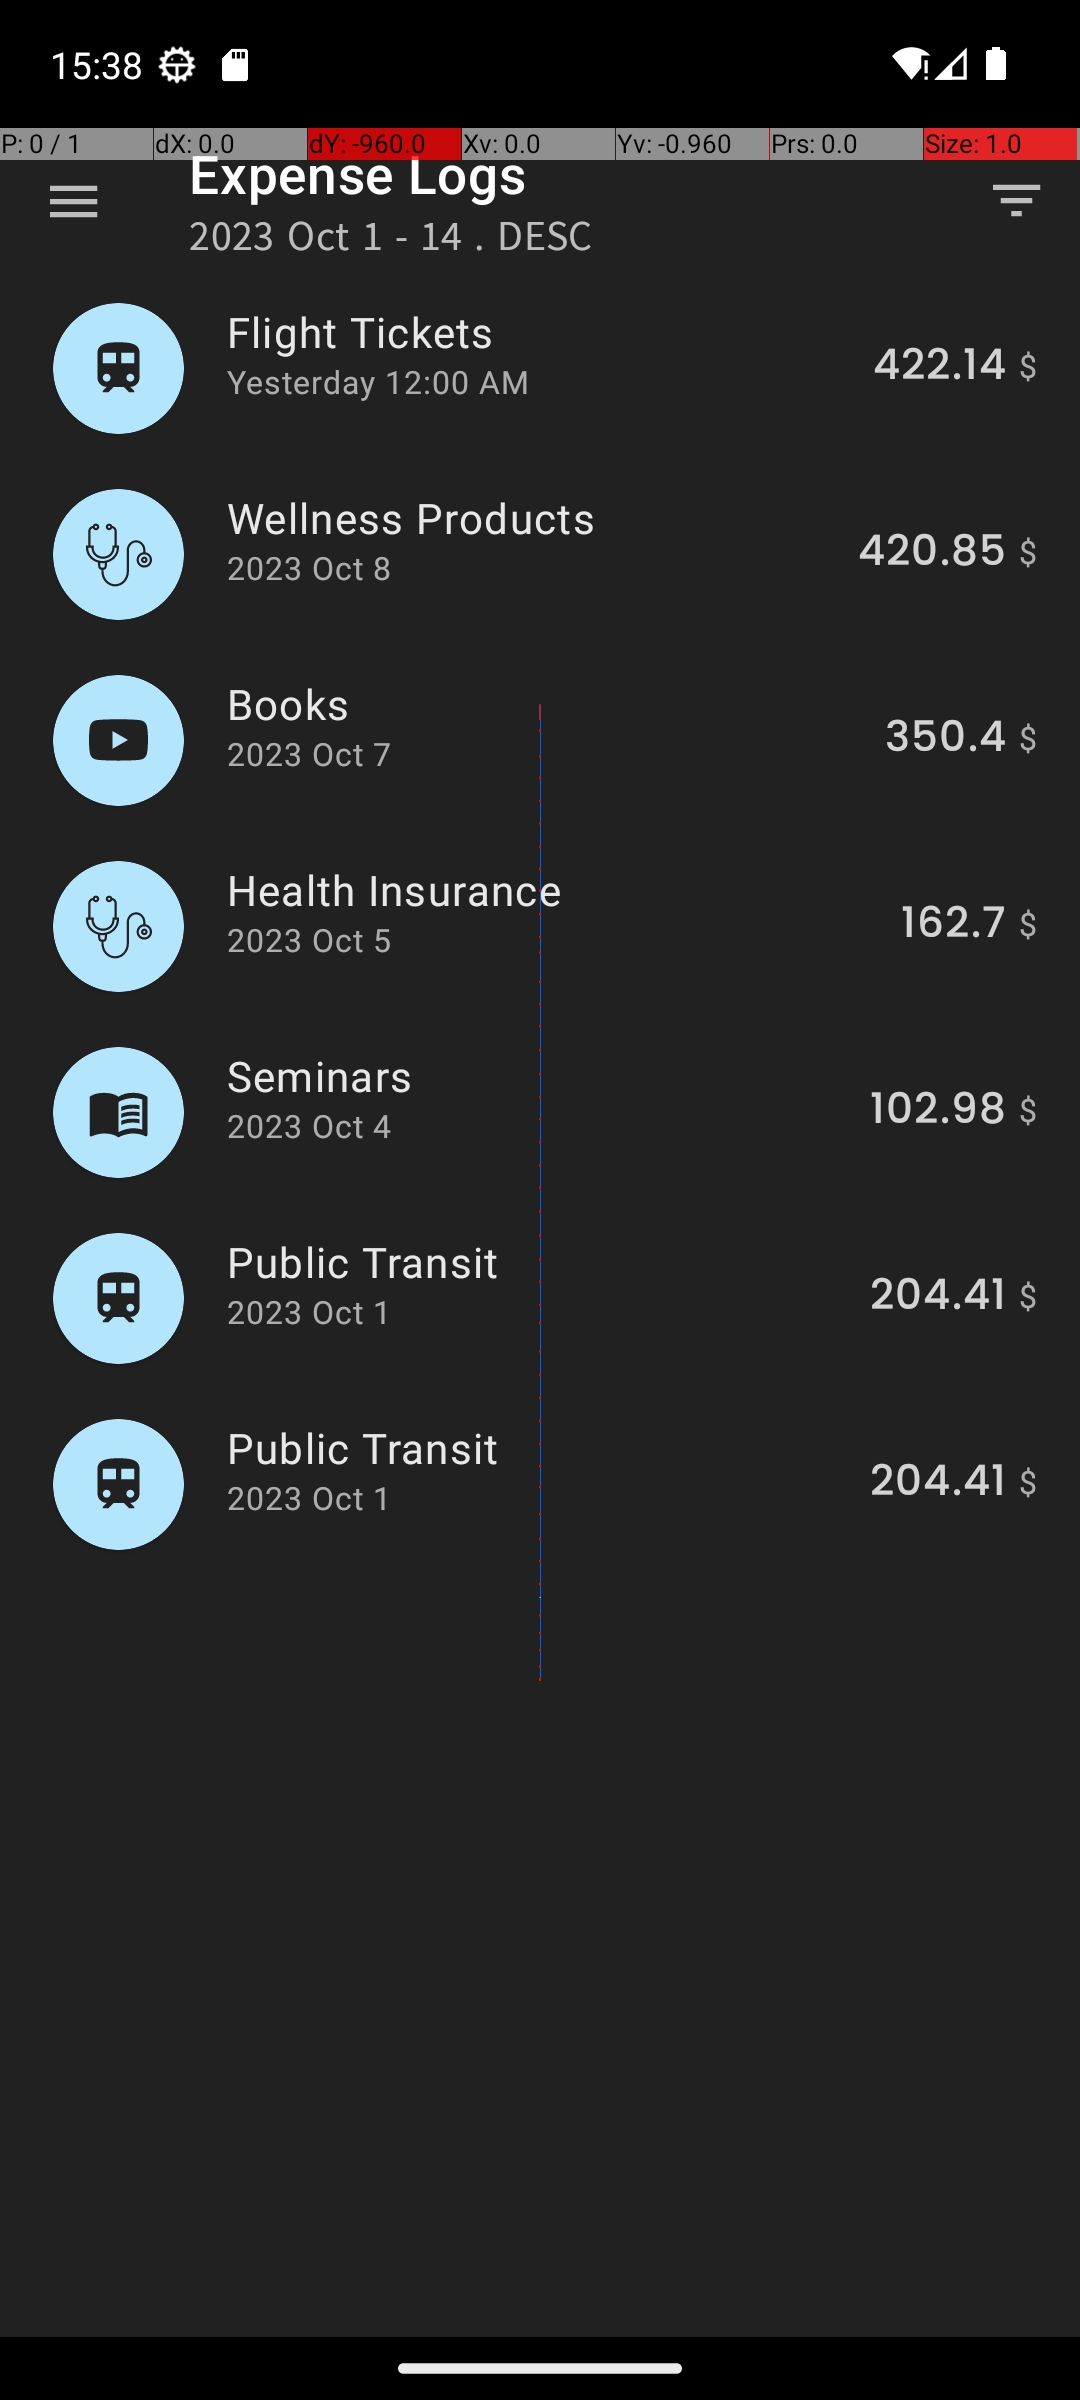 15:38
P: 0 / 1 dX: 0.0 dY: -960.0 Xv: 0.0 Yv: -0.960 Prs: 0.0 Size: 1.0
Expense Logs
2023 Oct 1 - 14 . DESC
Flight Tickets
Yesterday 12:00 AM
422.14 $
Wellness Products
2023 Oct 8
420.85 $
Books
2023 Oct 7
350.4 $
Health Insurance
2023 Oct 5
162.7 $
Seminars
2023 Oct 4
102.98 $
Public Transit
2023 Oct 1
204.41 $
Public Transit
2023 Oct 1
204.41 $